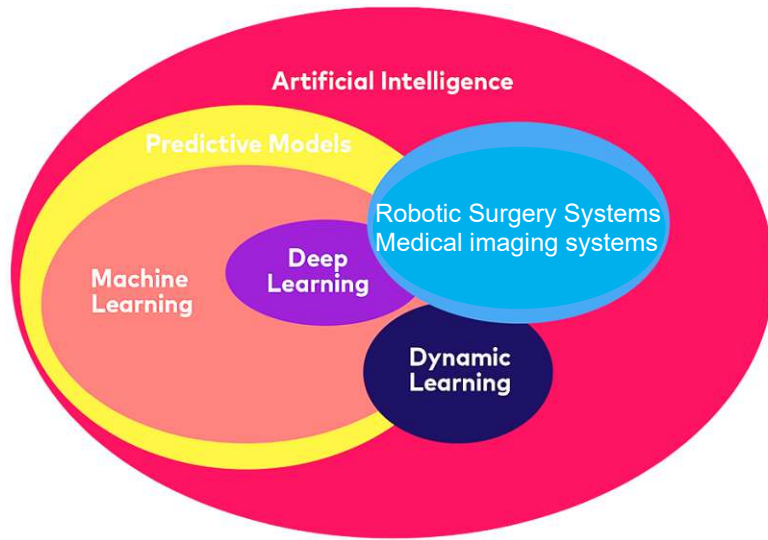 Artificial Intelligence
Predictive Models
Robotic Surgery Systems
Medical imaging systems
Deep
Learning
Machine
Learning
Dynamic
Learning